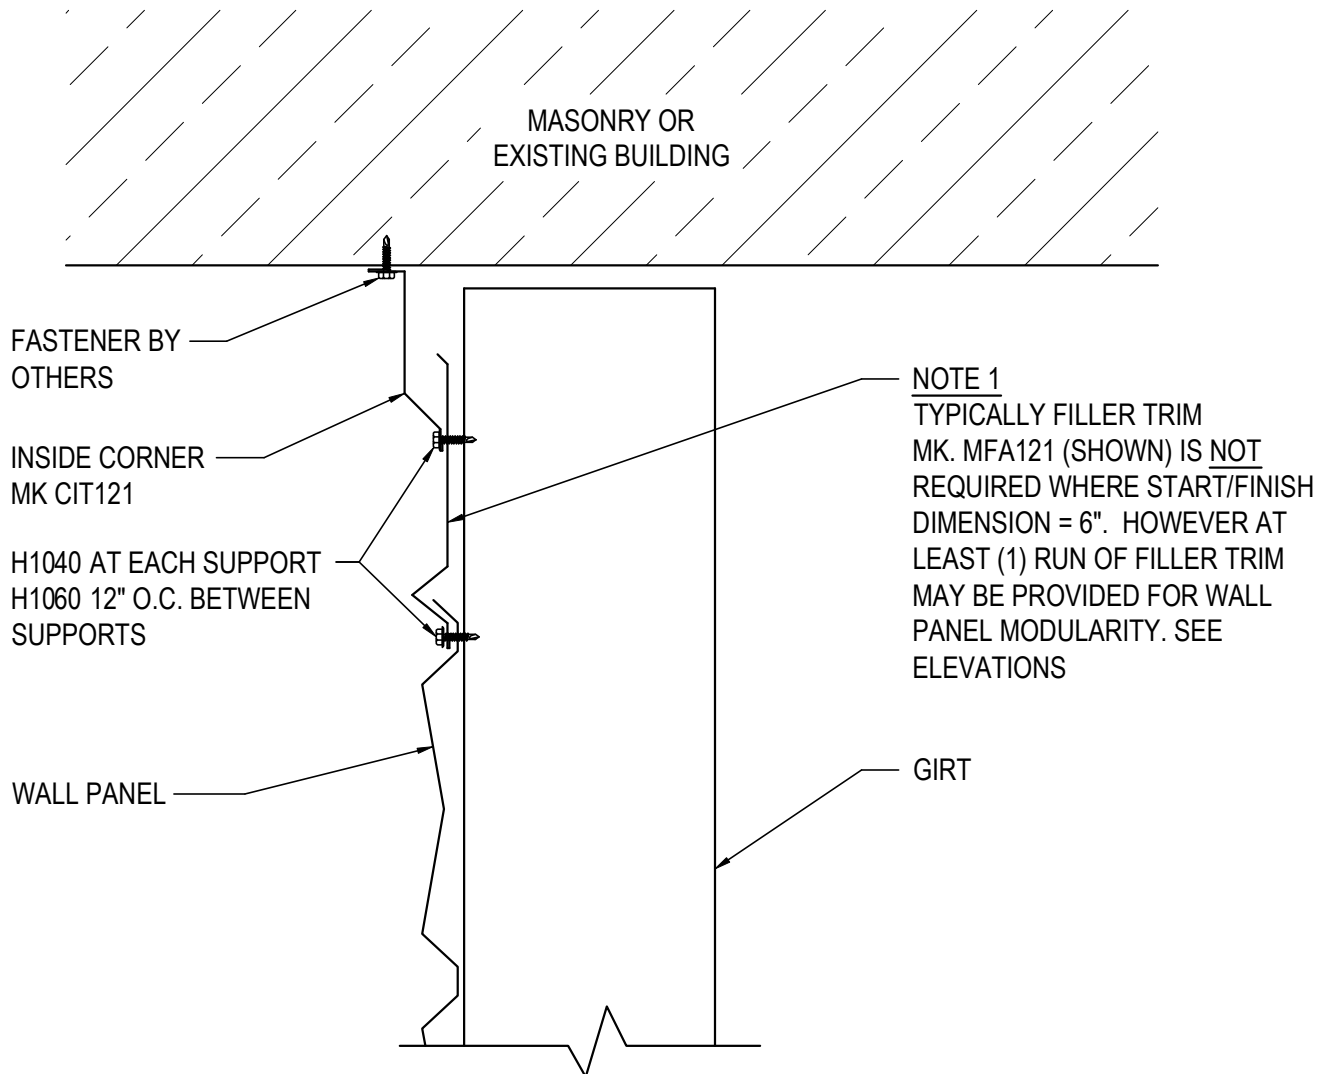 MASONRY OR
EXISTING BUILDING
FASTENER BY
OTHERS
INSIDE CORNER
MK CIT121
H1040 AT EACH SUPPORT
H1060 12" O.C. BETWEEN
SUPPORTS
WALL PANEL
NOTE 1
TYPICALLY FILLER TRIM
MK. MFA121 (SHOWN) IS NOT
REQUIRED WHERE START/FINISH
DIMENSION = 6". HOWEVER AT
LEAST (1) RUN OF FILLER TRIM
MAY BE PROVIDED FOR WALL
PANEL MODULARITY. SEE
ELEVATIONS
GIRT